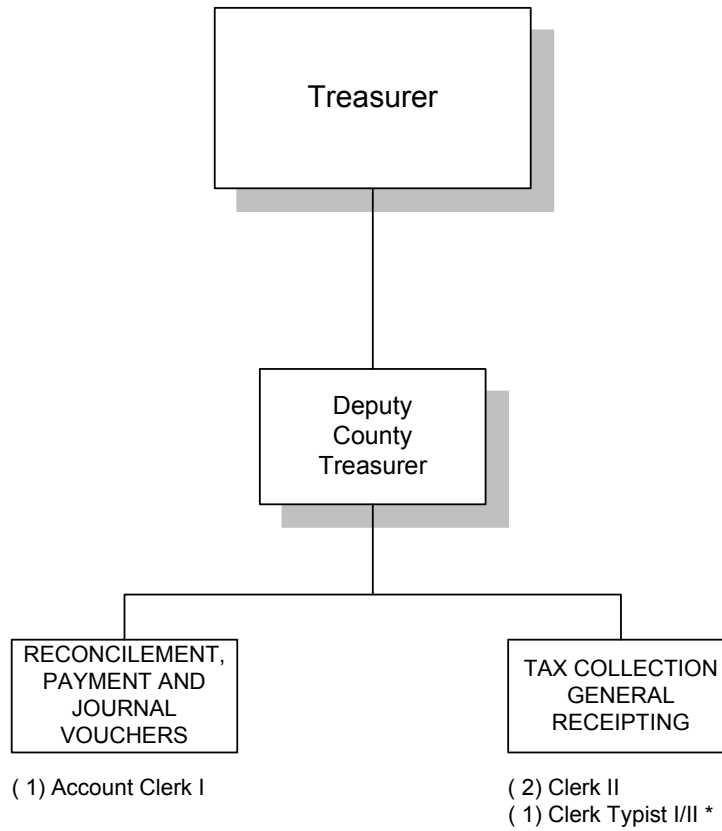 Treasurer
Deputy
County
Treasurer
RECONCILEMENT,
PAYMENT AND
JOURNAL
VOUCHERS
( 1) Account Clerk I
TAX COLLECTION
GENERAL
RECEIPTING
( 2) Clerk II
( 1) Clerk Typist I/II *